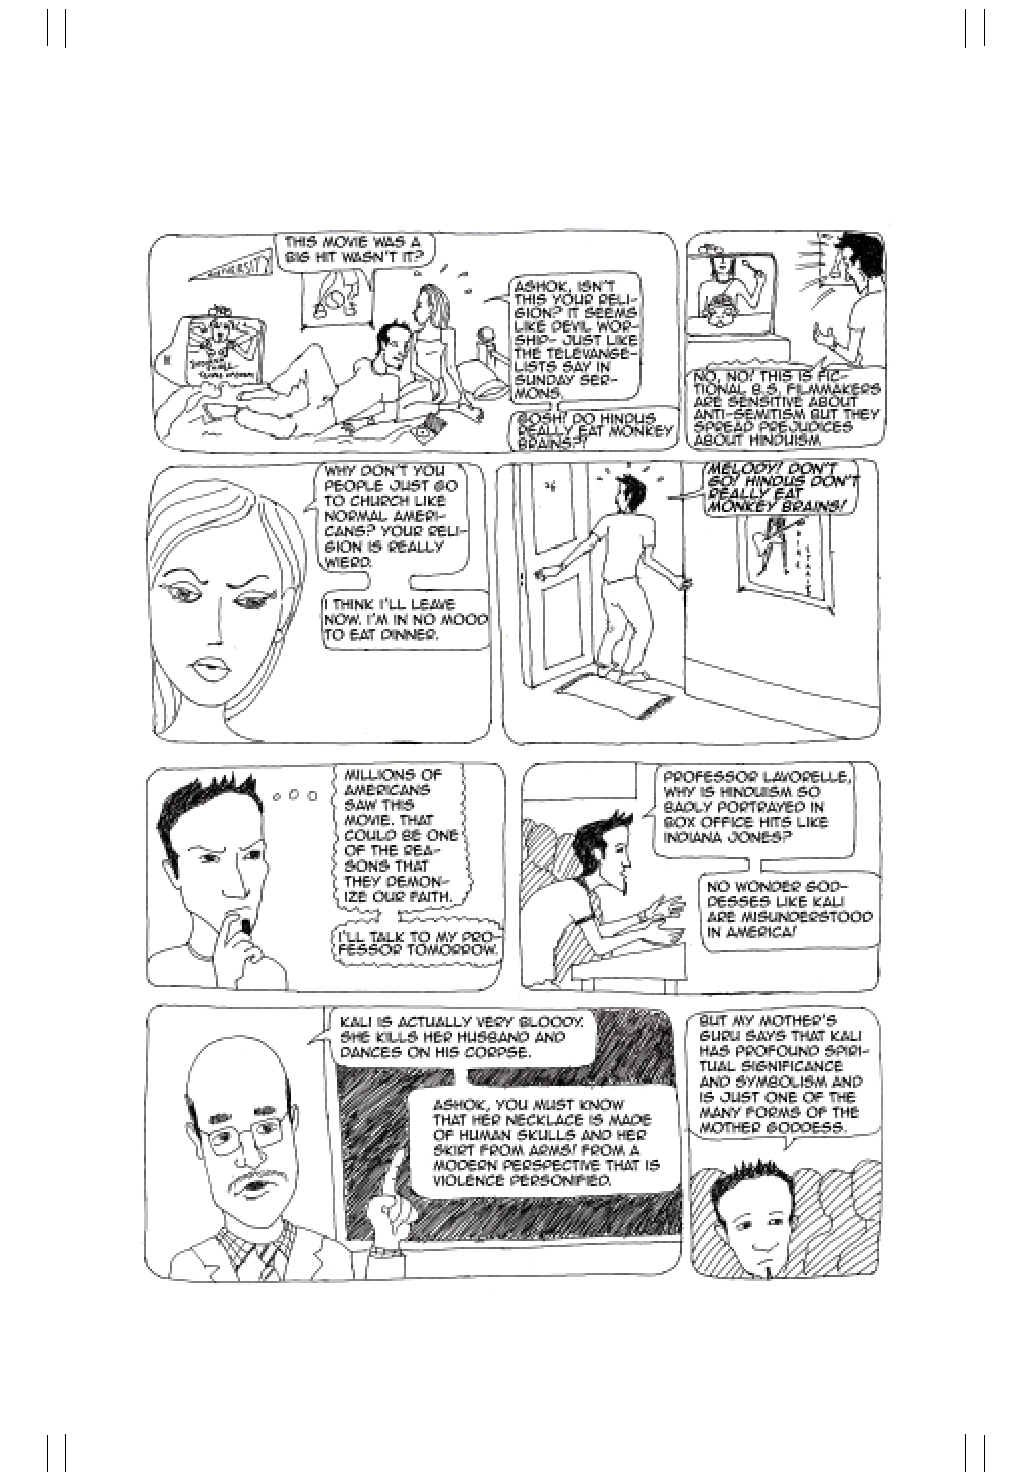 THIS MOVIE WAS A
BIG HIT WASN'T IT?
ASHOK, ISN'T
THIS YOUR RELI-
GION? IT SEEMS
LIKE DEVIL WOR-
SHIP- JUST LIKE
THE TELEVANGE-
LISTS SAY IN
SUNDAY SER-
MONS.
GOSH! DO HINDUS
REALLY EAT MONKEY
BRAINS?!
NO, NO! THIS IS FIC-
TIONAL B.S. FILMMAKERS
ARE SENSITIVE ABOUT
ANTI-SEMITISM BUT THEY
SPREAD PREJUDICES
ABOUT HINDUISM
WHY DON'T YOU
PEOPLE JUST GO
TO CHURCH LIKE
NORMAL AMERI-
CANS? YOUR RELI-
GION IS REALLY
WIERD.
I THINK I'LL LEAVE
NOW. I'M IN NO MOOD
TO EAT DINNER.
MELODY! DON'T
GO! HINDUS DON'T
REALLY EAT
MONKEY BRAINS!
MILLIONS OF
AMERICANS
SAW THIS
MOVIE. THAT
COULD BE ONE
OF THE REA-
SONS THAT
THEY DEMON-
IZE OUR FAITH.
I'LL TALK TO MY PRO-
FESSOR TOMORROW.
PROFESSOR LAVORELLE,
WHY IS HINDUISM SO
BADLY PORTRAYED IN
BOX OFFICE HITS LIKE
INDIANA JONES?
NO WONDER GOD-
DESSES LIKE KALI
ARE MISUNDERSTOOD
IN AMERICA!
KALI IS ACTUALLY VERY BLOODY.
SHE KILLS HER HUSBAND AND
DANCES ON HIS CORPSE.
ASHOK, YOU MUST KNOW
THAT HER NECKLACE IS MADE
OF HUMAN SKULLS AND HER
SKIRT FROM ARMS! FROM A
MODERN PERSPECTIVE THAT IS
VIOLENCE PERSONIFIED.
BUT MY MOTHER'S
GURU SAYS THAT KALI
HAS PROFOUND SPIRI-
TUAL SIGNIFICANCE
AND SYMBOLISM AND
IS JUST ONE OF THE
MANY FORMS OF THE
MOTHER GODDESS.